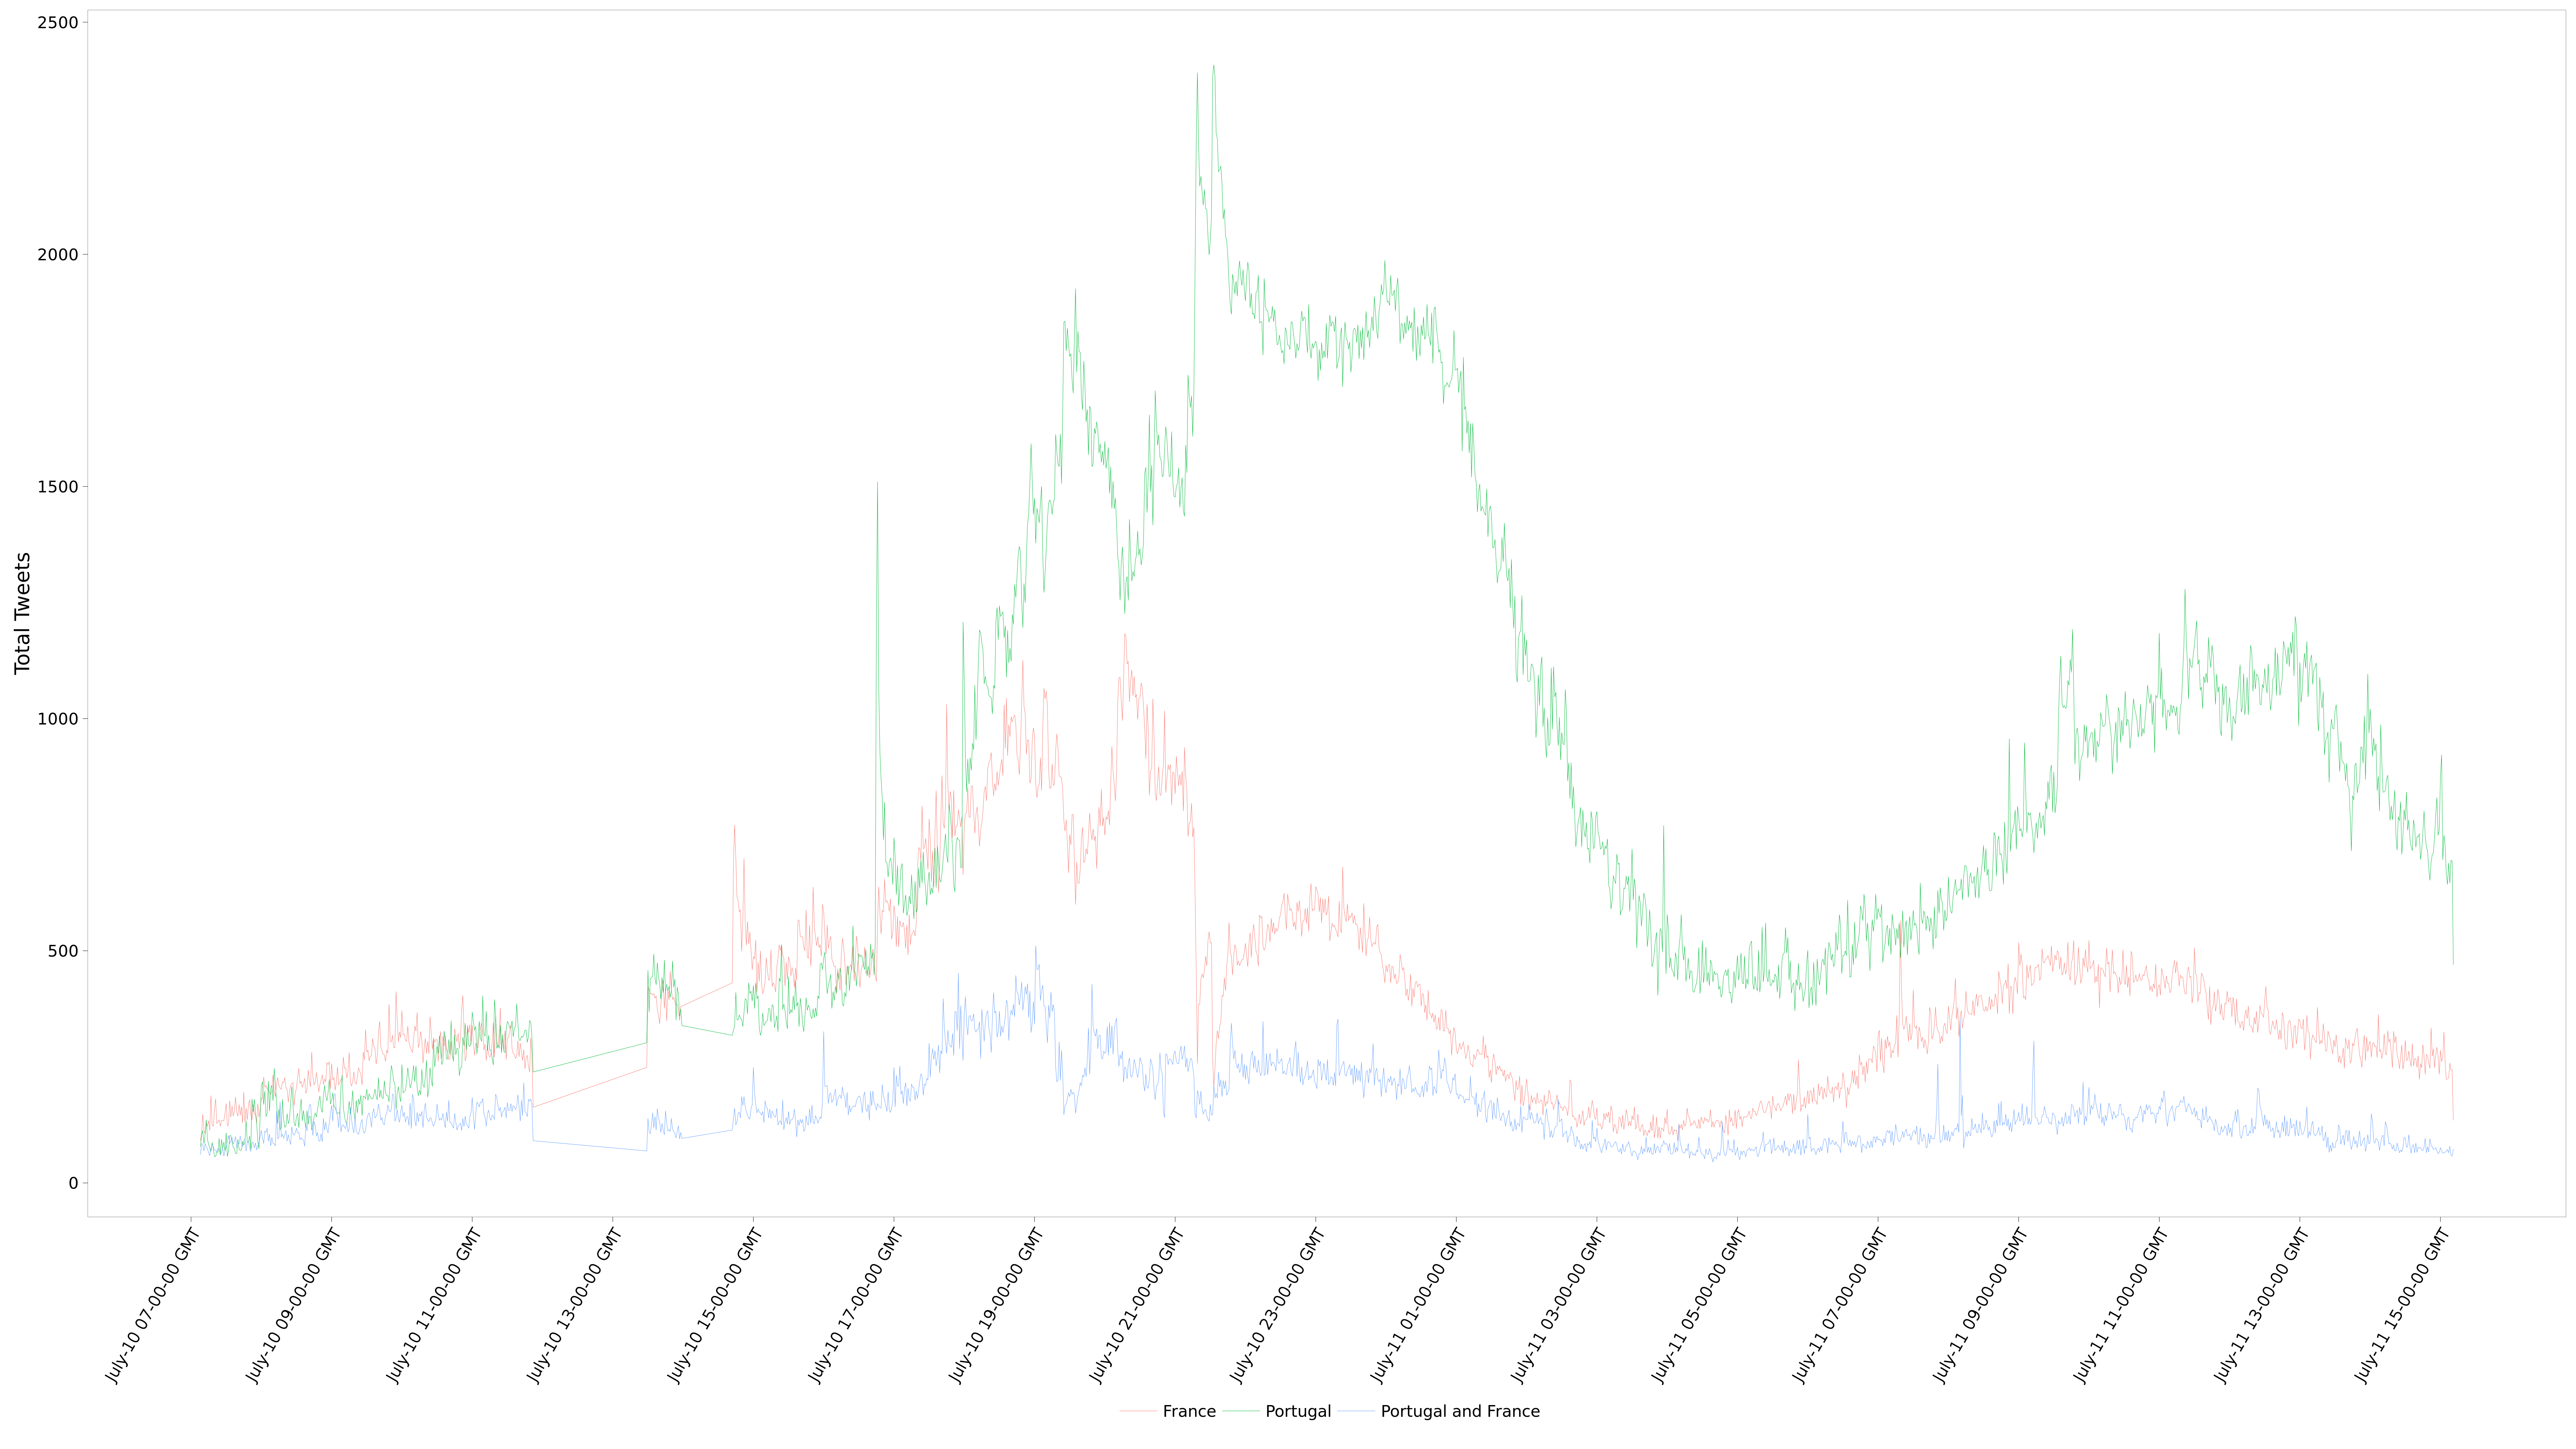 2500
2000
1500
1000
500
0
Total Tweets
July-10 07-00-00 GMT
July-10 09-00-00 GMT
July-10 11-00-00 GMT
July-10 13-00-00 GMT
July-10 15-00-00 GMT
July-10 17-00-00 GMT
July-10 19-00-00 GMT
July-10 21-00-00 GMT
July-10 23-00-00 GMT
July-11 01-00-00 GMT
July-11 03-00-00 GMT
July-11 05-00-00 GMT
July-11 07-00-00 GMT
July-11 09-00-00 GMT
July-11 11-00-00 GMT
July-11 13-00-00 GMT
July-11 15-00-00 GMT
France Portugal Portugal and France